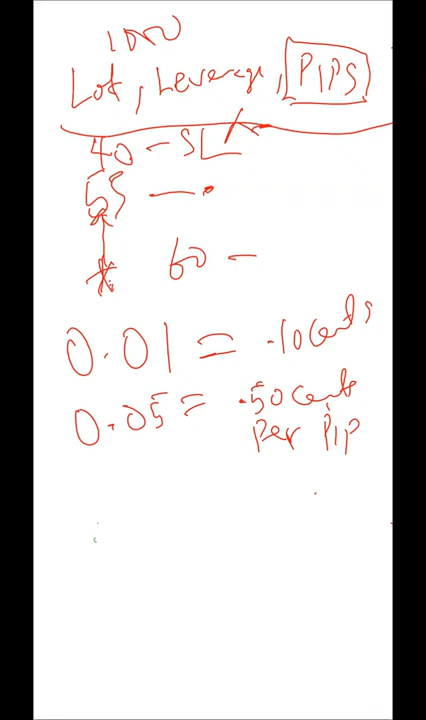 1000
Lot, Leverage, PIPS
40 - SL
55 -
60 -
0.01 = .10 cents
0.05 = .50 cents
Per PIP